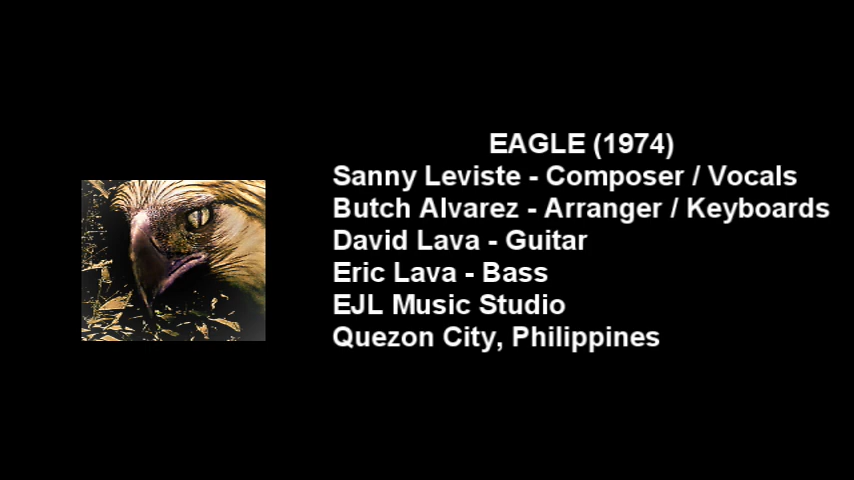 EAGLE (1974)
Sanny Leviste - Composer / Vocals
Butch Alvarez - Arranger / Keyboards
David Lava - Guitar
Eric Lava - Bass
EJL Music Studio
Quezon City, Philippines